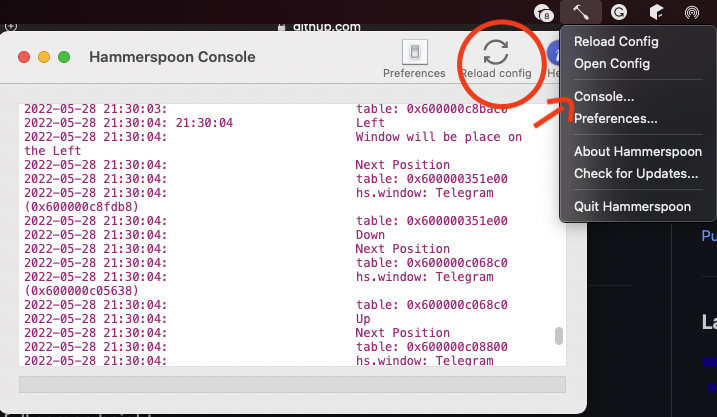 github.com
8
G
Hammerspoon Console
Preferences
Reload config
He
Reload Config
Open Config
Console...
Preferences...
About Hammerspoon
Check for Updates...
Quit Hammerspoon
2022-05-28 21:30:03: table: 0x600000c8bac0
2022-05-28 21:30:04: 21:30:04 Left
2022-05-28 21:30:04: Window will be place on
the Left
2022-05-28 21:30:04: Next Position
2022-05-28 21:30:04: table: 0x600000351e00
2022-05-28 21:30:04: hs.window: Telegram
(0x600000c8fdb8)
2022-05-28 21:30:04: table: 0x600000351e00
2022-05-28 21:30:04: Down
2022-05-28 21:30:04: Next Position
2022-05-28 21:30:04: table: 0x600000c068c0
2022-05-28 21:30:04: hs.window: Telegram
(0x600000c05638)
2022-05-28 21:30:04: table: 0x600000c068c0
2022-05-28 21:30:04: Up
2022-05-28 21:30:04: Next Position
2022-05-28 21:30:04: table: 0x600000c08800
2022-05-28 21:30:04: hs.window: Telegram
Pu
La